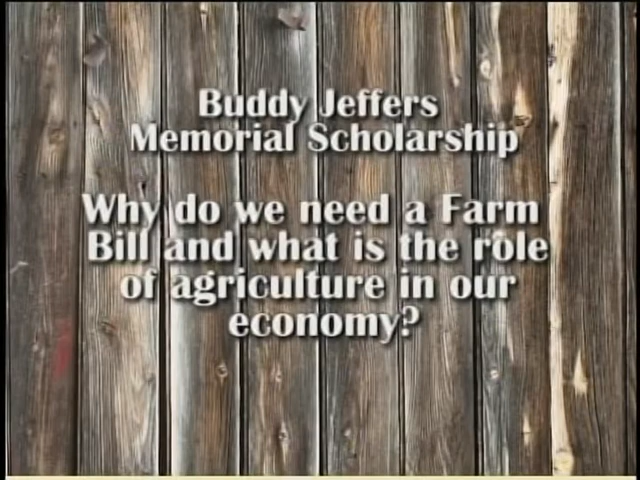 Buddy Jeffers
Memorial Scholarship
Why do we need a Farm
Bill and what is the role
of agriculture in our
economy?